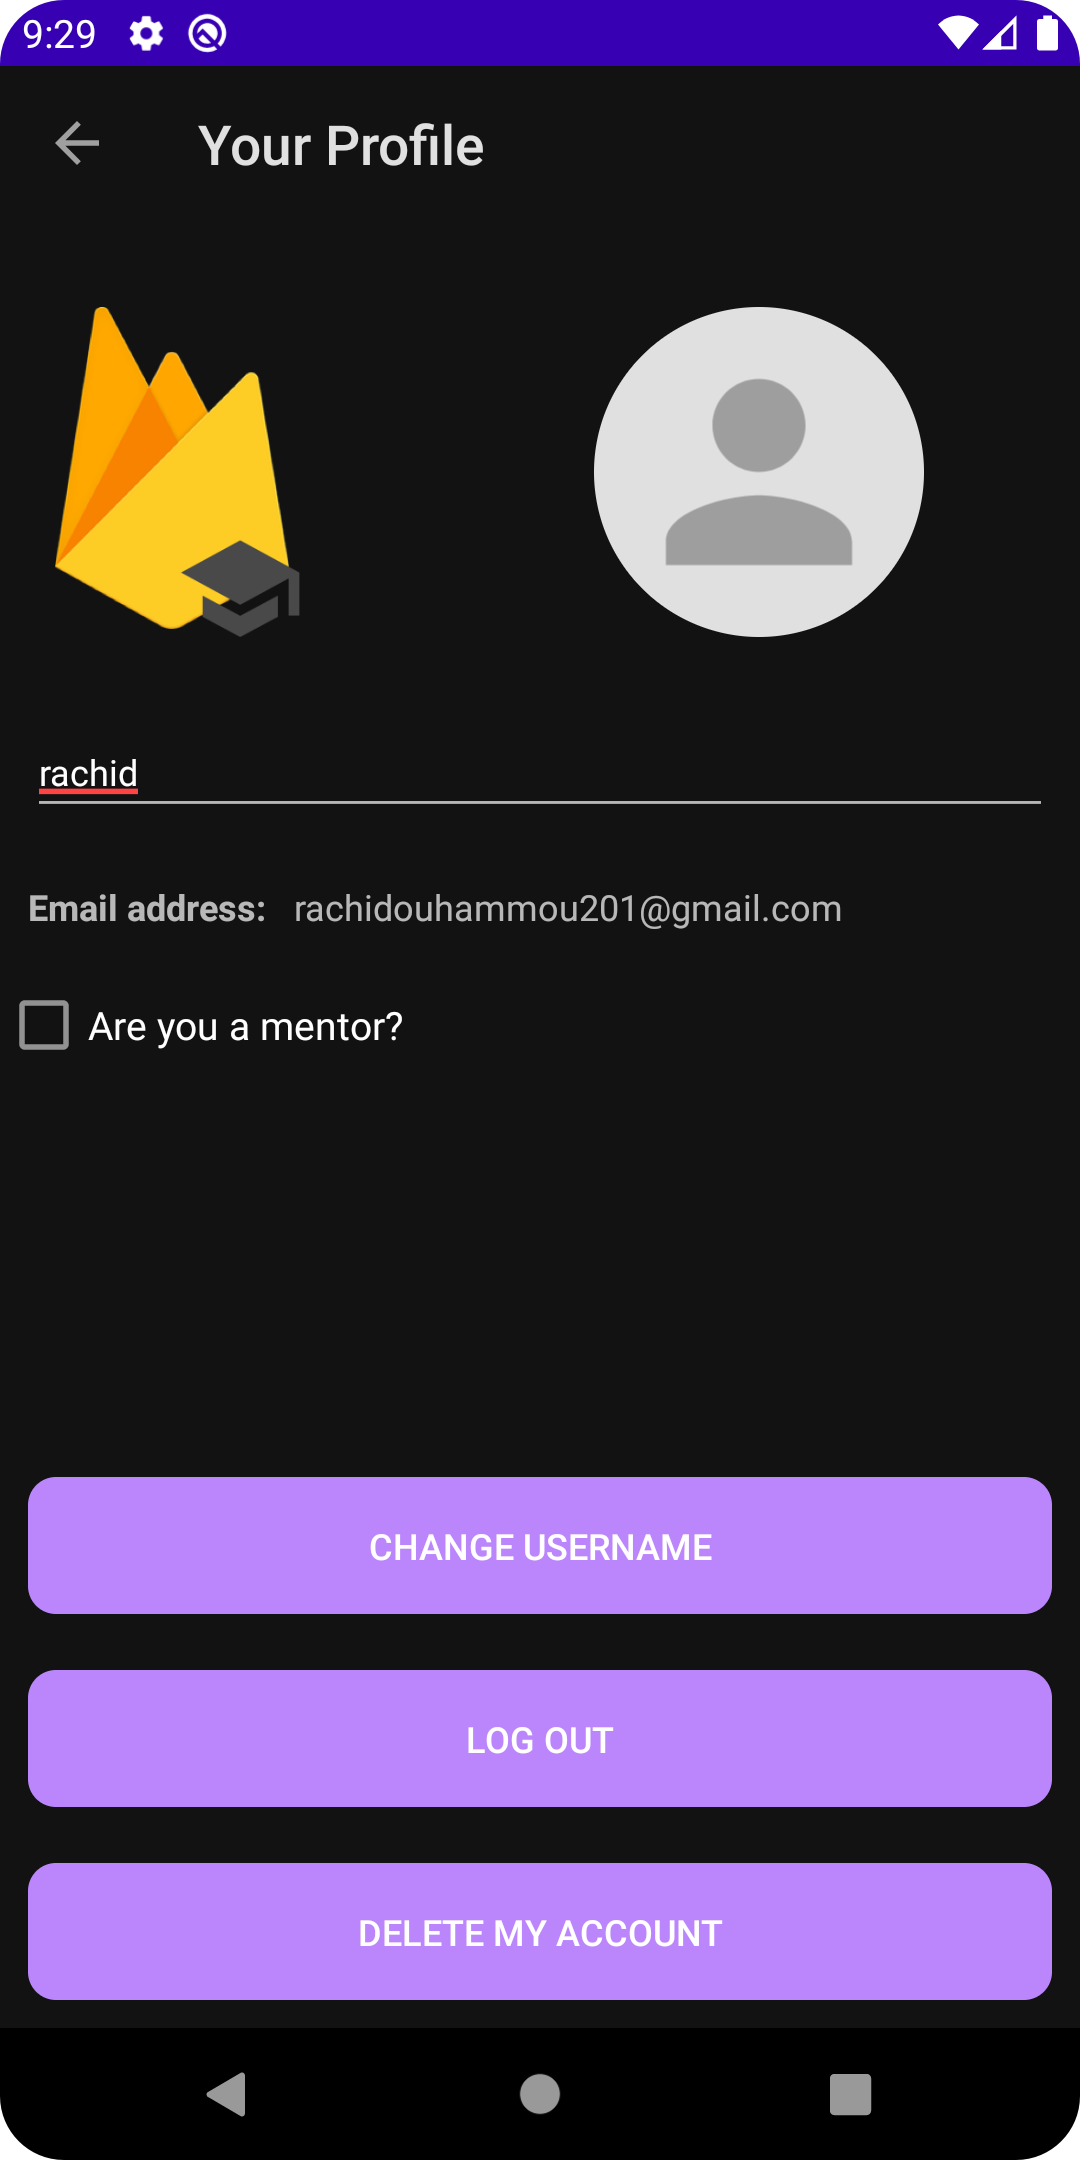 9:29
Your Profile
rachid
Email address: rachidouhammou201@gmail.com
Are you a mentor?
CHANGE USERNAME
LOG OUT
DELETE MY ACCOUNT